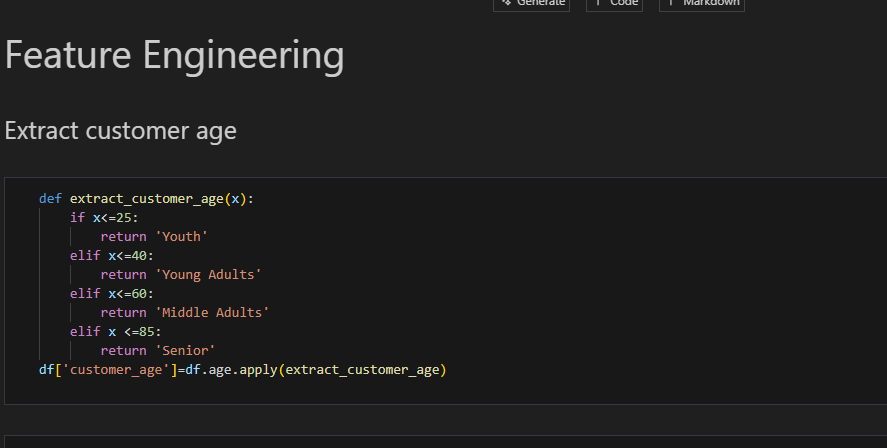 Generate Code Markdown
Feature Engineering
Extract customer age
def extract_customer_age(x):
    if x<=25:
        return 'Youth'
    elif x<=40:
        return 'Young Adults'
    elif x<=60:
        return 'Middle Adults'
    elif x <=85:
        return 'Senior'
df['customer_age']=df.age.apply(extract_customer_age)